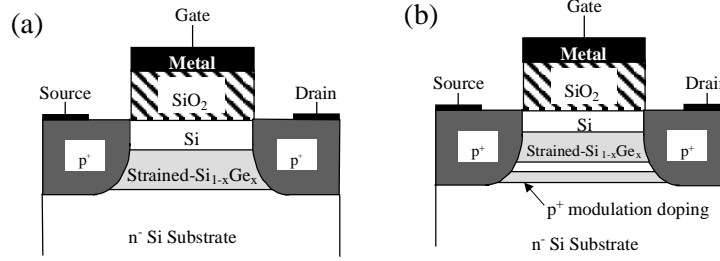 (a)
Gate
Metal
Source
SiO₂
Drain
Si
p⁺
p⁺
Strained-Si₁₋ₓGeₓ
n⁻ Si Substrate
(b)
Gate
Metal
Source
SiO₂
Drain
Si
p⁺
Strained-Si₁₋ₓGeₓ
p⁺
p⁺ modulation doping
n⁻ Si Substrate